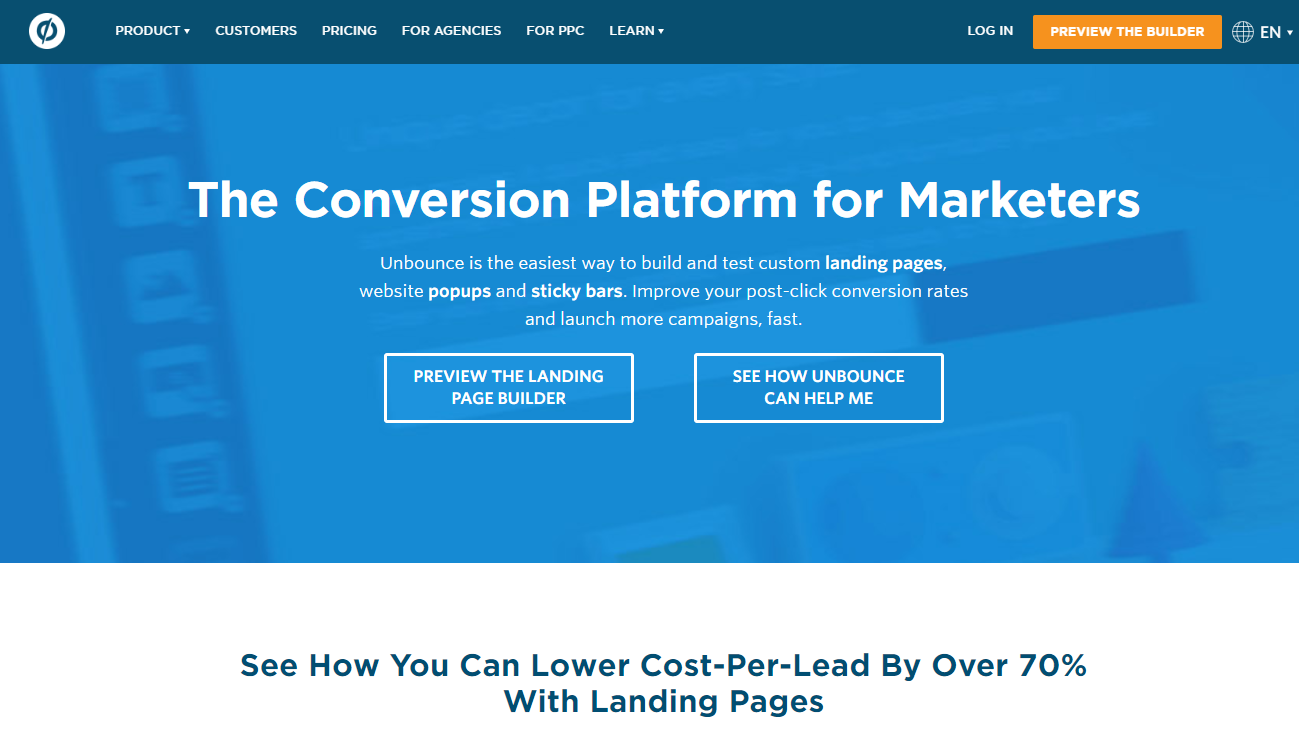 PRODUCT CUSTOMERS PRICING FOR AGENCIES FOR PPC LEARN LOG IN PREVIEW THE BUILDER EN
The Conversion Platform for Marketers
Unbounce is the easiest way to build and test custom landing pages,
website popups and sticky bars. Improve your post-click conversion rates
and launch more campaigns, fast.
PREVIEW THE LANDING
PAGE BUILDER
SEE HOW UNBOUNCE
CAN HELP ME
See How You Can Lower Cost-Per-Lead By Over 70%
With Landing Pages